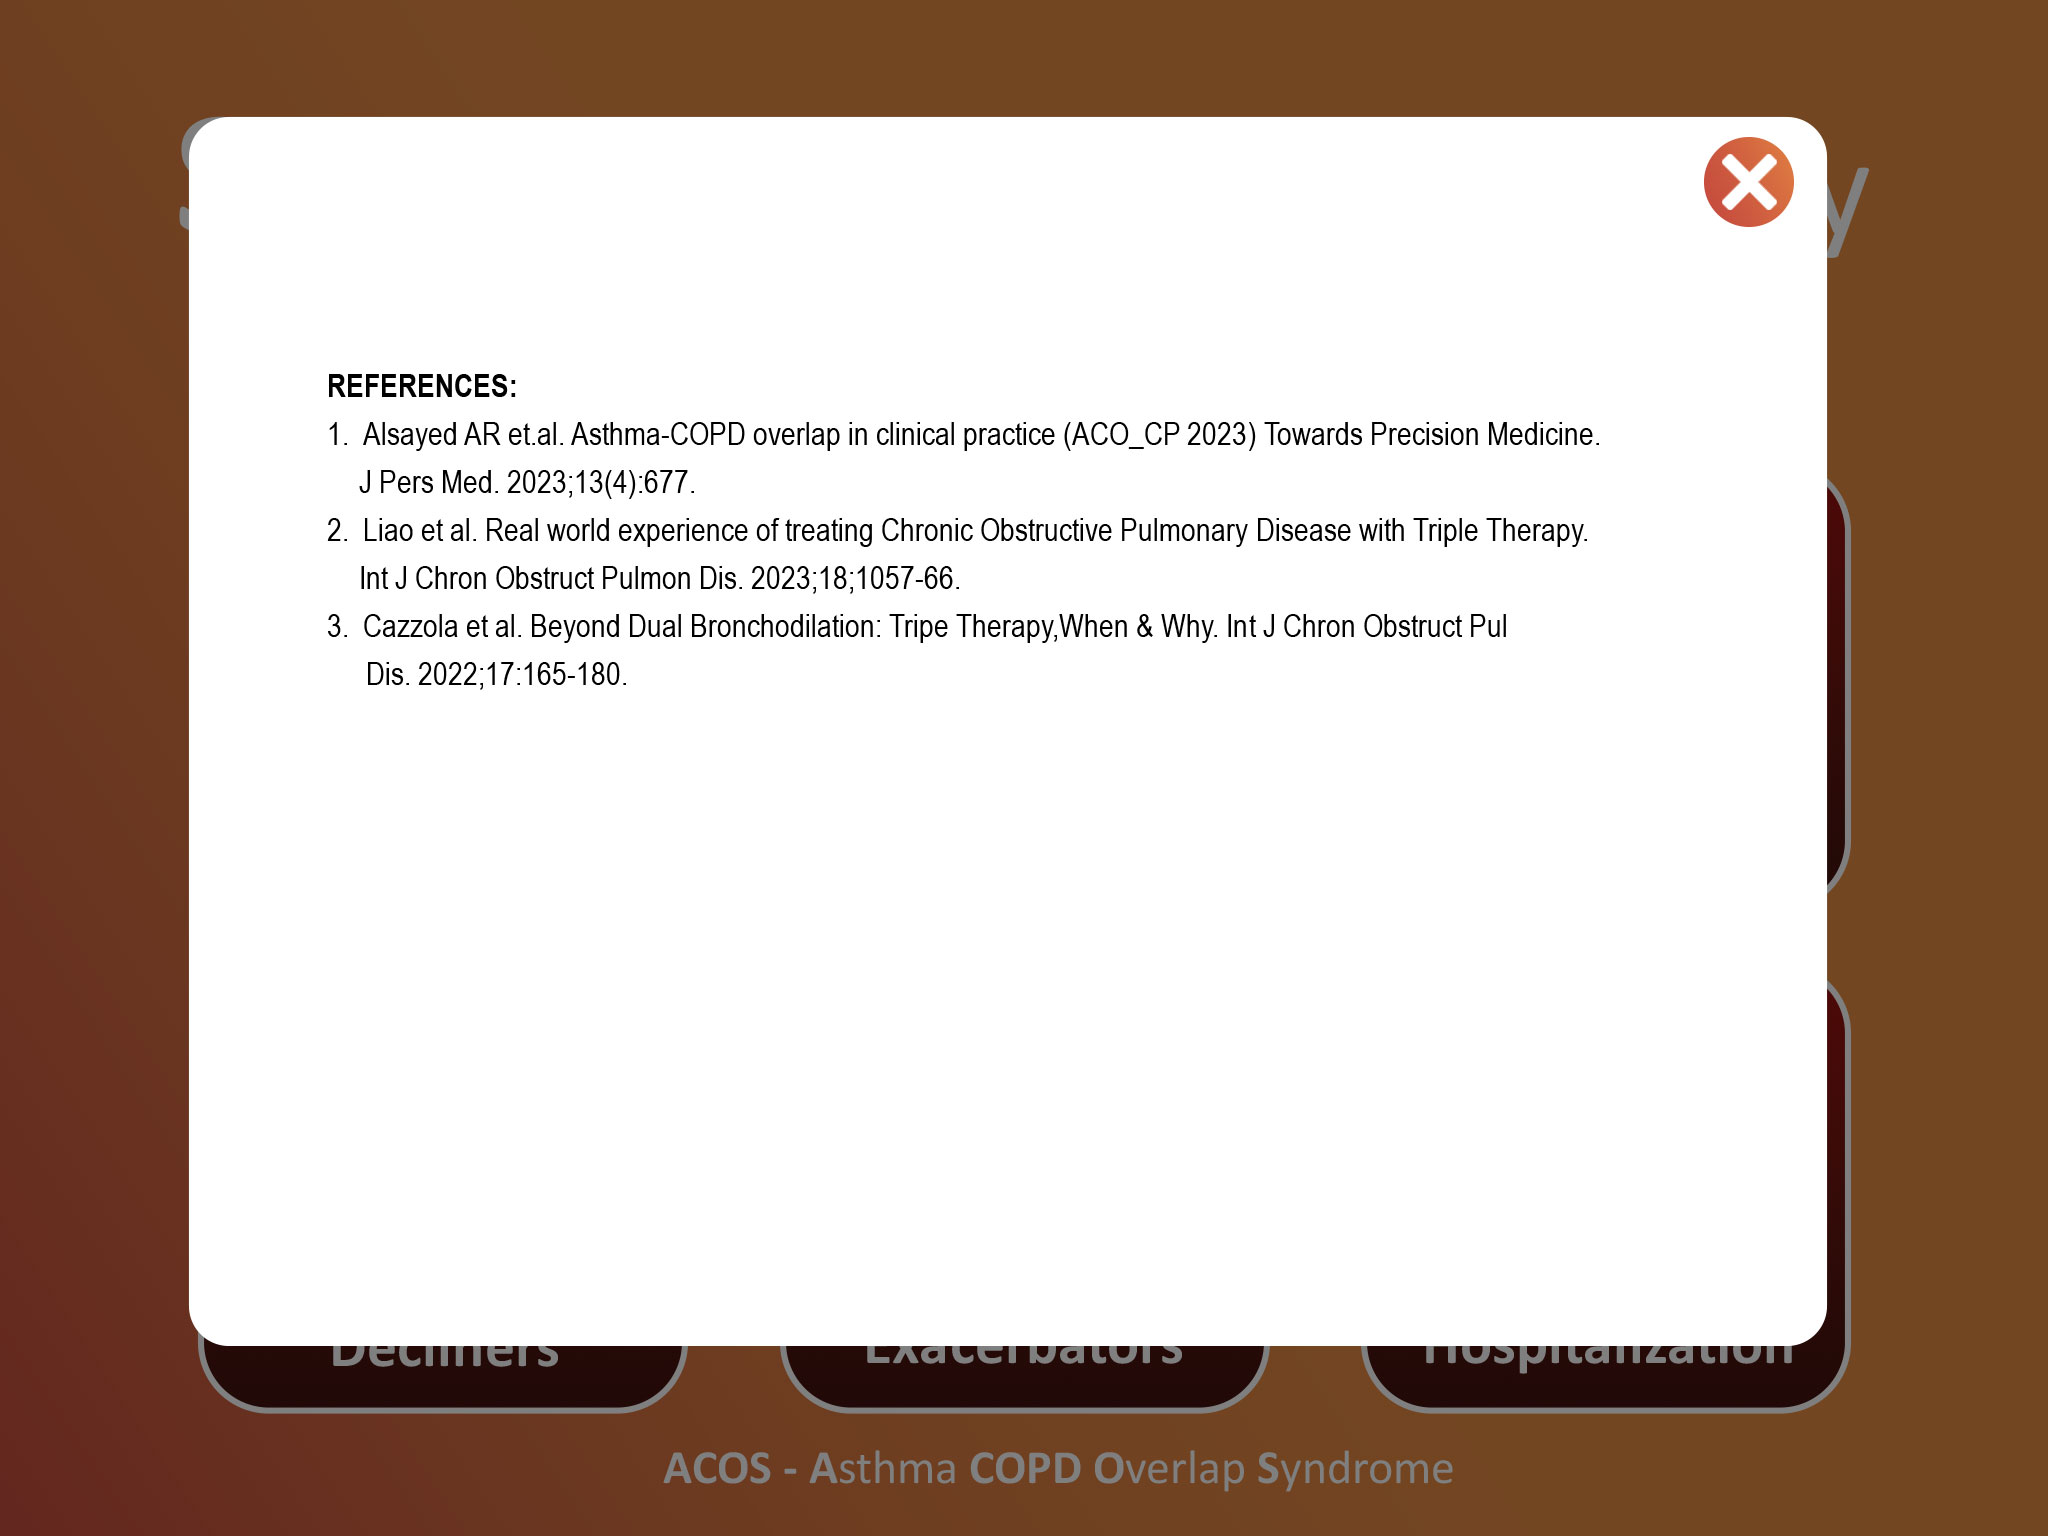 REFERENCES:
1. Alsayed AR et.al. Asthma-COPD overlap in clinical practice (ACO_CP 2023) Towards Precision Medicine.
J Pers Med. 2023;13(4):677.
2. Liao et al. Real world experience of treating Chronic Obstructive Pulmonary Disease with Triple Therapy.
Int J Chron Obstruct Pulmon Dis. 2023;18;1057-66.
3. Cazzola et al. Beyond Dual Bronchodilation: Tripe Therapy,When & Why. Int J Chron Obstruct Pul
Dis. 2022;17:165-180.
Decliners Exacerbators Hospitalization
ACOS - Asthma COPD Overlap Syndrome